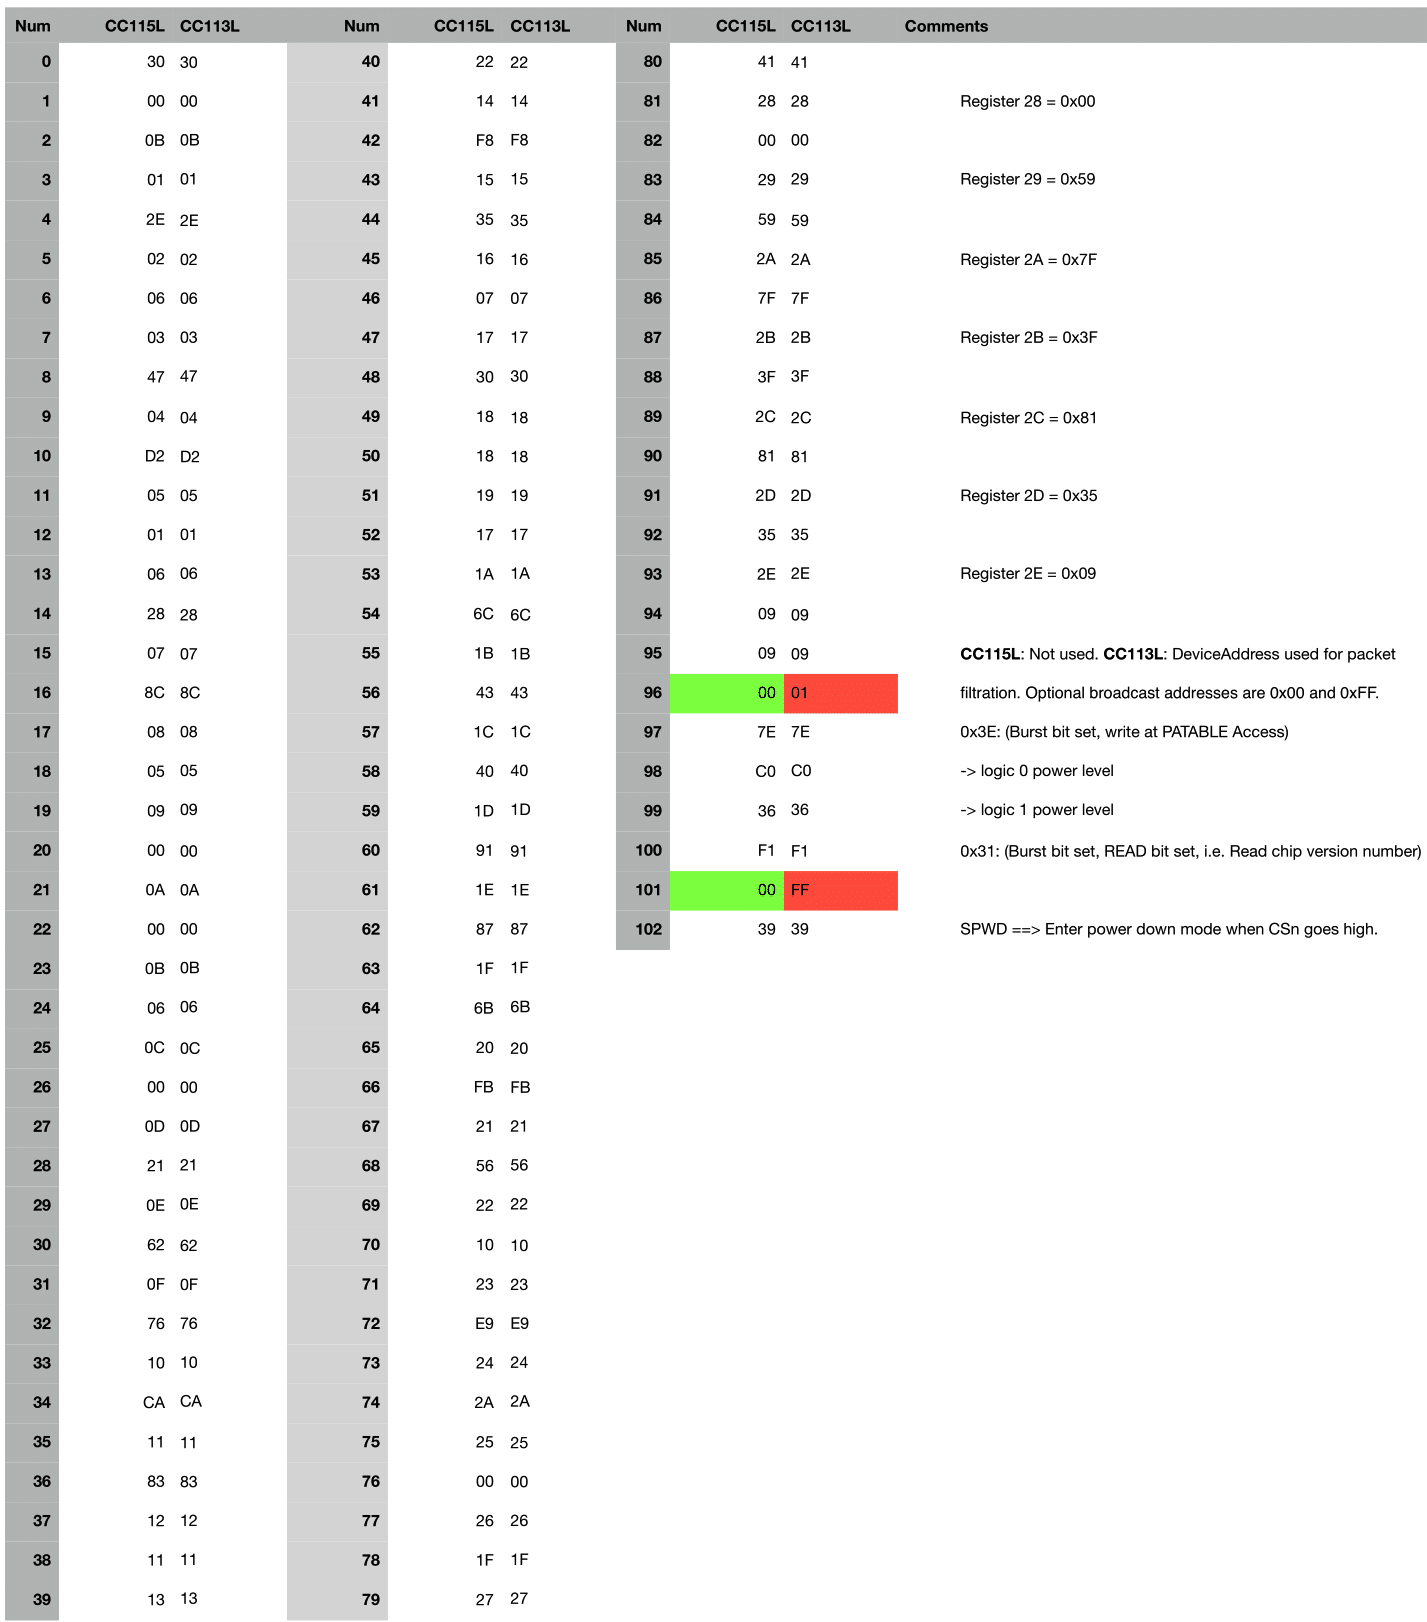 Num CC115L CC113L Num CC115L CC113L Num CC115L CC113L Comments
0 30 30 40 22 22 80 41 41
1 00 00 41 14 14 81 28 28 Register 28 = 0x00
2 0B 0B 42 F8 F8 82 00 00
3 01 01 43 15 15 83 29 29 Register 29 = 0x59
4 2E 2E 44 35 35 84 59 59
5 02 02 45 16 16 85 2A 2A Register 2A = 0x7F
6 06 06 46 07 07 86 7F 7F
7 03 03 47 17 17 87 2B 2B Register 2B = 0x3F
8 47 47 48 30 30 88 3F 3F
9 04 04 49 18 18 89 2C 2C Register 2C = 0x81
10 D2 D2 50 18 18 90 81 81
11 05 05 51 19 19 91 2D 2D Register 2D = 0x35
12 01 01 52 17 17 92 35 35
13 06 06 53 1A 1A 93 2E 2E Register 2E = 0x09
14 28 28 54 6C 6C 94 09 09
15 07 07 55 1B 1B 95 09 09 CC115L: Not used. CC113L: DeviceAddress used for packet
16 8C 8C 56 43 43 96 00 01 filtration. Optional broadcast addresses are 0x00 and 0xFF.
17 08 08 57 1C 1C 97 7E 7E 0x3E: (Burst bit set, write at PATABLE Access)
18 05 05 58 40 40 98 C0 C0 -> logic 0 power level
19 09 09 59 1D 1D 99 36 36 -> logic 1 power level
20 00 00 60 91 91 100 F1 F1 0x31: (Burst bit set, READ bit set, i.e. Read chip version number)
21 0A 0A 61 1E 1E 101 00 FF
22 00 00 62 87 87 102 39 39 SPWD ==> Enter power down mode when CSn goes high.
23 0B 0B 63 1F 1F
24 06 06 64 6B 6B
25 0C 0C 65 20 20
26 00 00 66 FB FB
27 0D 0D 67 21 21
28 21 21 68 56 56
29 0E 0E 69 22 22
30 62 62 70 10 10
31 0F 0F 71 23 23
32 76 76 72 E9 E9
33 10 10 73 24 24
34 CA CA 74 2A 2A
35 11 11 75 25 25
36 83 83 76 00 00
37 12 12 77 26 26
38 11 11 78 1F 1F
39 13 13 79 27 27